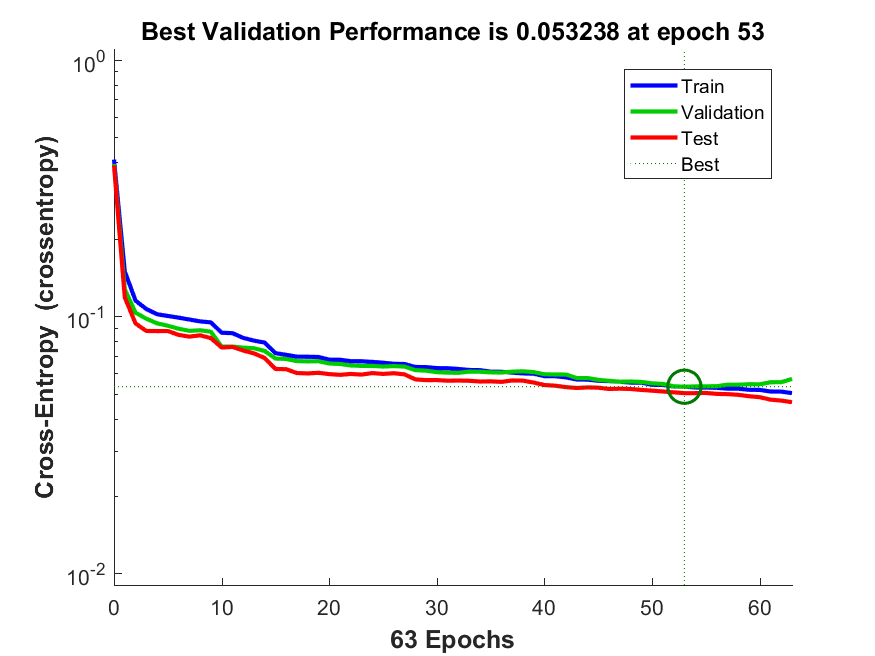 Best Validation Performance is 0.053238 at epoch 53
Cross-Entropy (crossentropy)
10^0
10^-1
10^-2
Train
Validation
Test
Best
0 10 20 30 40 50 60
63 Epochs